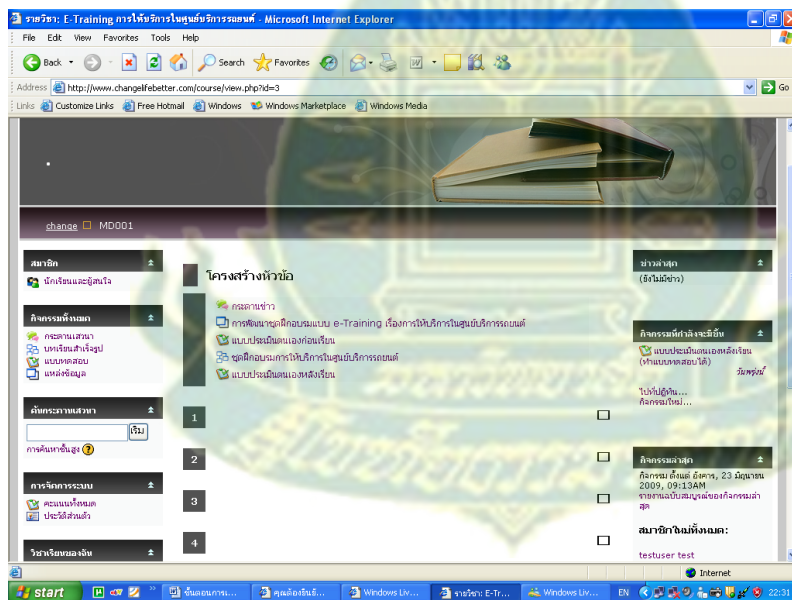 รายวิชา: E-Training การให้บริการในศูนย์บริการรถยนต์ - Microsoft Internet Explorer
File Edit View Favorites Tools Help
Back Search Favorites
Address http://www.changelifebetter.com/course/view.php?id=3 Go
Links Customize Links Free Hotmail Windows Windows Marketplace Windows Media
change MD001
สมาชิก
นักเรียนและผู้สนใจ
กิจกรรมทั้งหมด
กระดานเสวนา
บทเรียนสำเร็จรูป
แบบทดสอบ
แหล่งข้อมูล
ค้นกระดานเสวนา
เริ่ม
การค้นหาชั้นสูง
การจัดการระบบ
คะแนนทั้งหมด
ประวัติส่วนตัว
วิชาเรียนของฉัน
โครงสร้างหัวข้อ
กระดานข่าว
การพัฒนาชุดฝึกอบรมแบบ e-Training เรื่องการให้บริการในศูนย์บริการรถยนต์
แบบประเมินตนเองก่อนเรียน
ชุดฝึกอบรมการให้บริการในศูนย์บริการรถยนต์
แบบประเมินตนเองหลังเรียน
1
2
3
4
ข่าวล่าสุด
(ยังไม่มีข่าว)
กิจกรรมที่กำลังจะมีขึ้น
แบบประเมินตนเองหลังเรียน
(ทำแบบทดสอบได้)
วันพรุ่งนี้
ไปที่ปฏิทิน...
กิจกรรมใหม่...
กิจกรรมล่าสุด
กิจกรรม ตั้งแต่ อังคาร, 23 มิถุนายน
2009, 09:13AM
รายงานฉบับสมบูรณ์ของกิจกรรมล่า
สุด
สมาชิกใหม่ทั้งหมด:
testuser test
Internet
start ขั้นตอนการเ... คุณต้องยืนยั... Windows Liv... รายวิชา: E-Tr... Windows Liv... EN 22:31